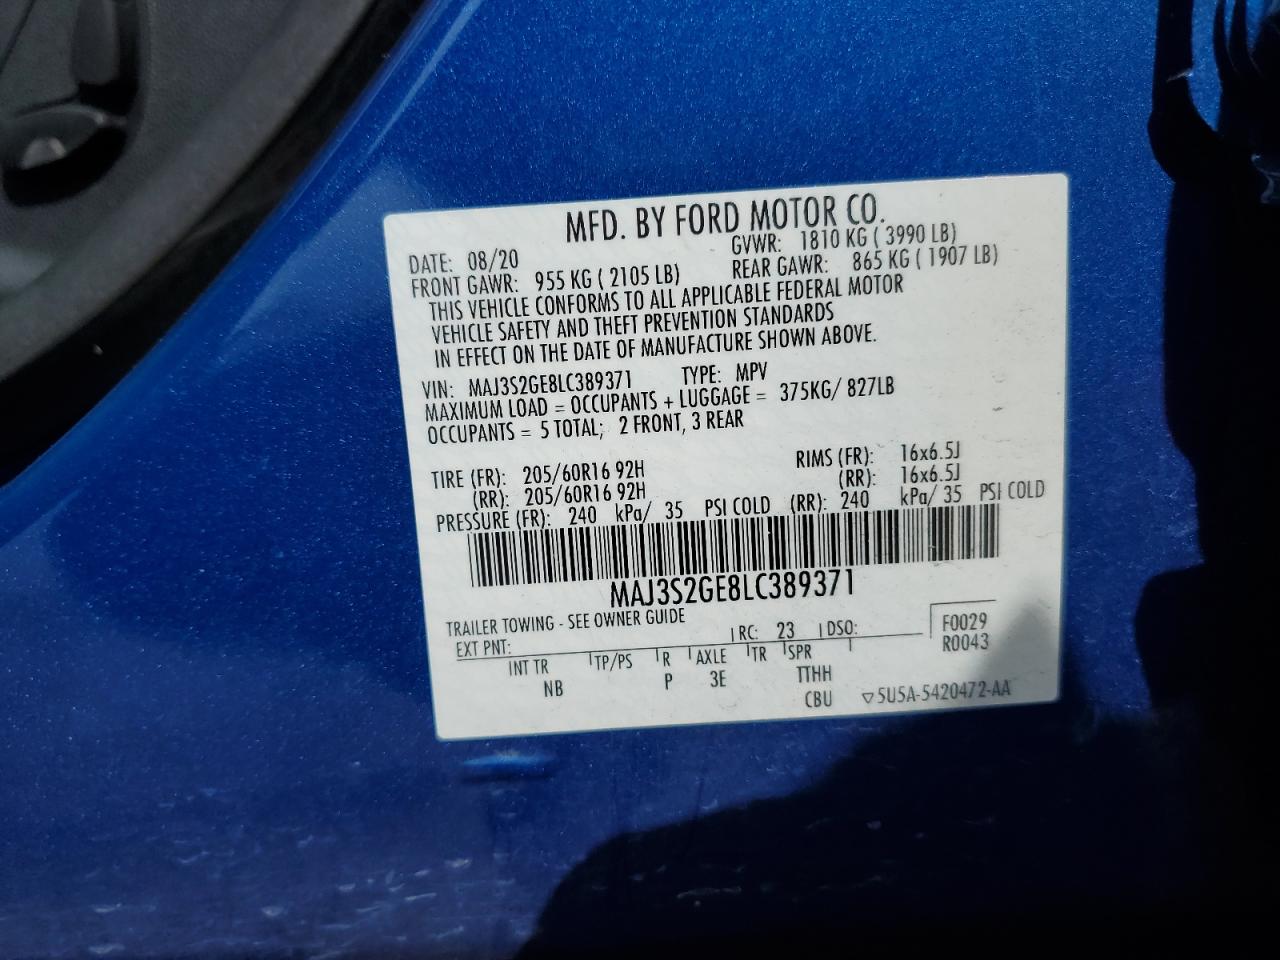 MFD. BY FORD MOTOR CO.
DATE: 08/20 GVWR: 1810 KG ( 3990 LB)
FRONT GAWR: 955 KG ( 2105 LB) REAR GAWR: 865 KG ( 1907 LB)
THIS VEHICLE CONFORMS TO ALL APPLICABLE FEDERAL MOTOR
VEHICLE SAFETY AND THEFT PREVENTION STANDARDS
IN EFFECT ON THE DATE OF MANUFACTURE SHOWN ABOVE.
VIN: MAJ3S2GE8LC389371 TYPE: MPV
MAXIMUM LOAD = OCCUPANTS + LUGGAGE = 375KG/ 827LB
OCCUPANTS = 5 TOTAL; 2 FRONT, 3 REAR
TIRE (FR): 205/60R16 92H RIMS (FR): 16x6.5J
(RR): 205/60R16 92H (RR): 16x6.5J
PRESSURE (FR): 240 kPa/ 35 PSI COLD (RR): 240 kPa/ 35 PSI COLD
MAJ3S2GE8LC389371
TRAILER TOWING - SEE OWNER GUIDE
EXT PNT: RC: 23 DSO: F0029
R0043
INT TR TP/PS R AXLE TR SPR
NB P 3E TTHH
CBU ▽5U5A-5420472-AA